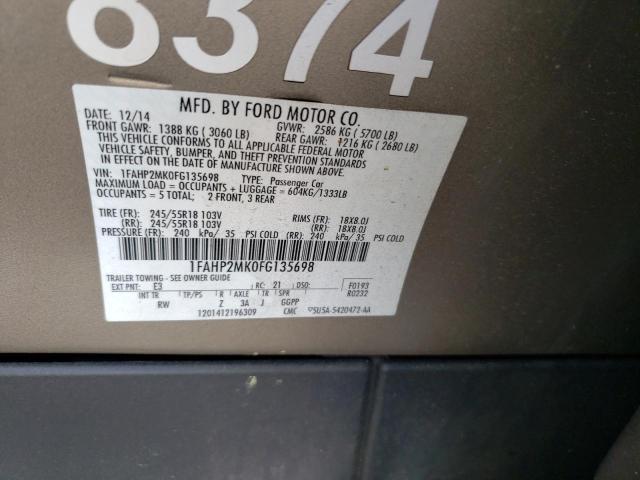 8374
MFD. BY FORD MOTOR CO.
DATE: 12/14 GVWR: 2586 KG ( 5700 LB)
FRONT GAWR: 1388 KG ( 3060 LB) REAR GAWR: 1216 KG ( 2680 LB)
THIS VEHICLE CONFORMS TO ALL APPLICABLE FEDERAL MOTOR
VEHICLE SAFETY, BUMPER, AND THEFT PREVENTION STANDARDS
IN EFFECT ON THE DATE OF MANUFACTURE SHOWN ABOVE.
VIN: 1FAHP2MK0FG135698 TYPE: Passenger Car
MAXIMUM LOAD = OCCUPANTS + LUGGAGE = 604KG/1333LB
OCCUPANTS = 5 TOTAL; 2 FRONT, 3 REAR
TIRE (FR): 245/55R18 103V RIMS (FR): 18X8.0J
(RR): 245/55R18 103V (RR): 18X8.0J
PRESSURE (FR): 240 kPa/ 35 PSI COLD (RR) 240 kPa/ 35 PSI COLD
1FAHP2MK0FG135698
TRAILER TOWING - SEE OWNER GUIDE
EXT PNT: E3 RC: 21 DSO: F0193
R0232
INT TR TP/PS R AXLE TR SPR
RW Z 3A J GGPP
1201412196309 CMC